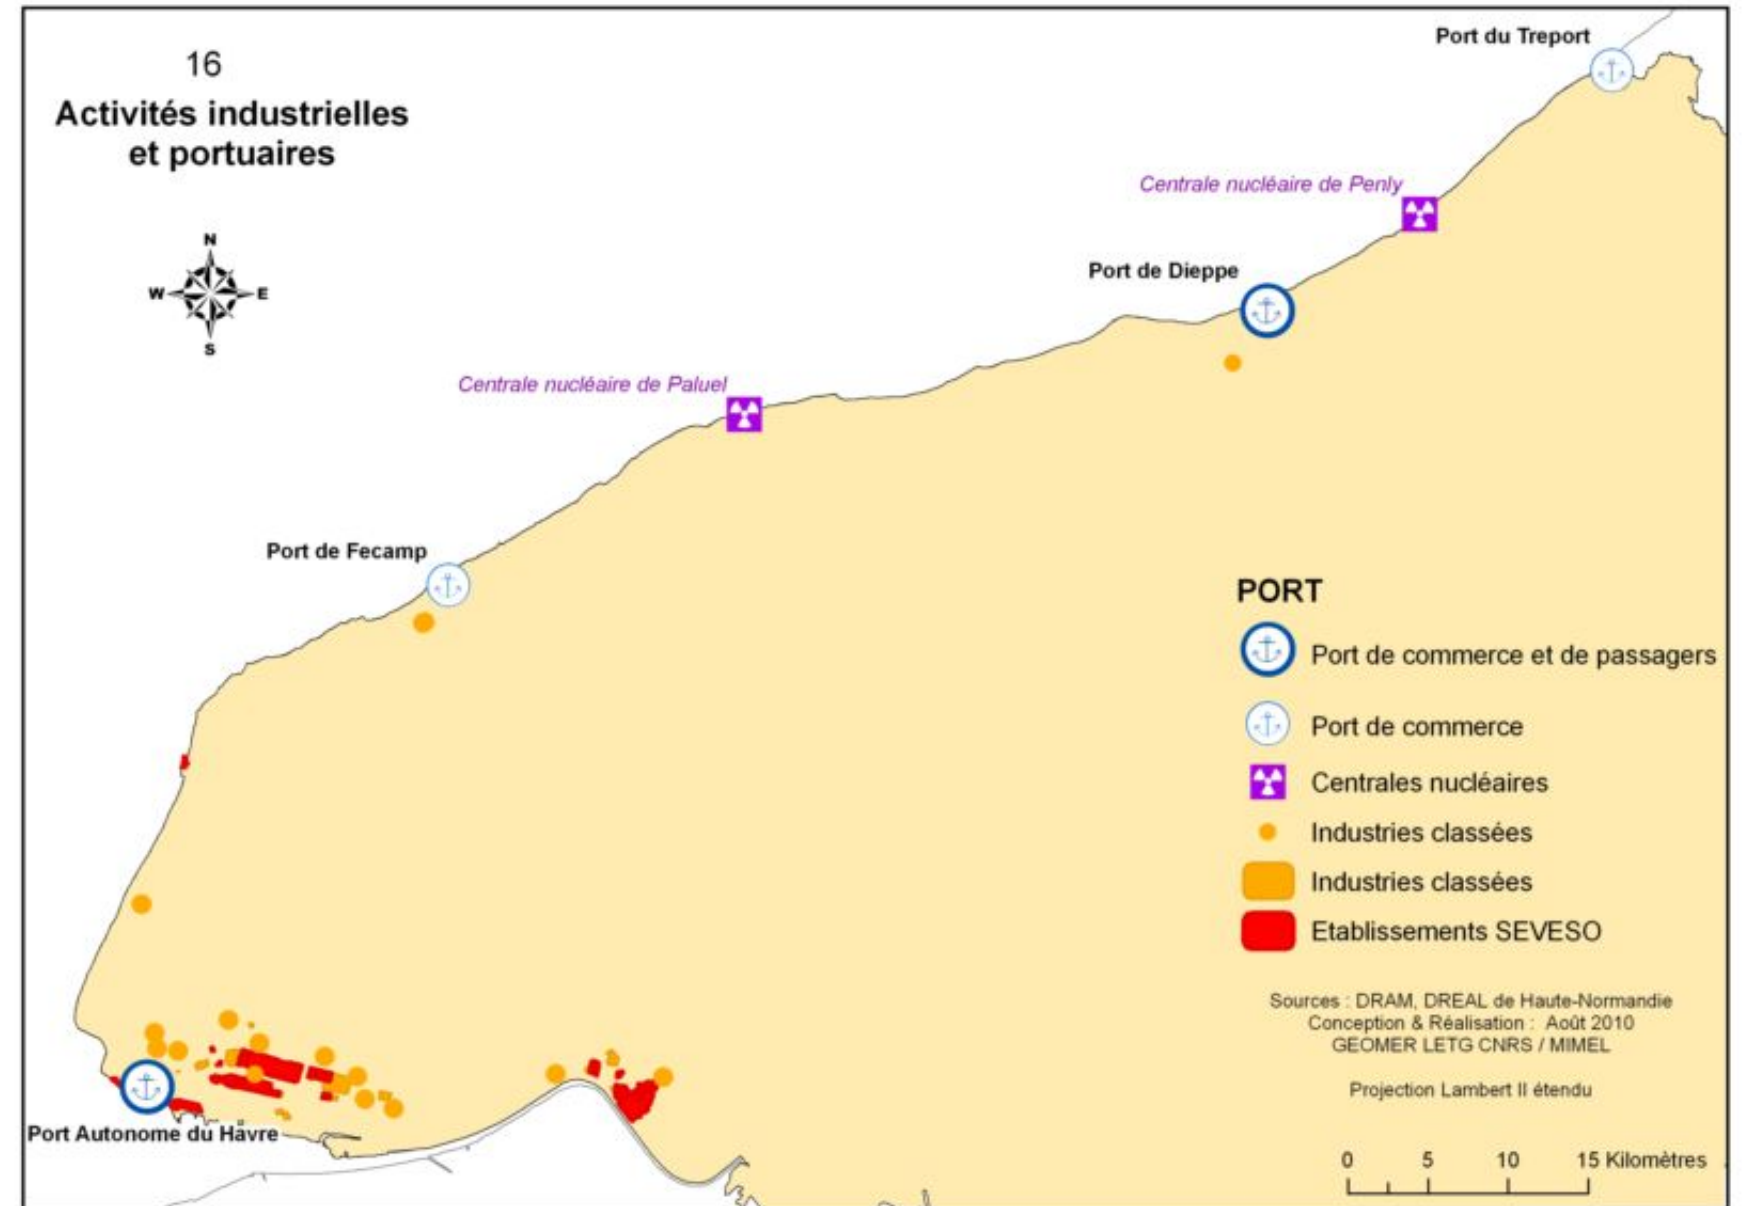 16
Activités industrielles
et portuaires
N
W E
S
Port du Treport
Centrale nucléaire de Penly
Port de Dieppe
Centrale nucléaire de Paluel
Port de Fecamp
Port Autonome du Hâvre
PORT
Port de commerce et de passagers
Port de commerce
Centrales nucléaires
Industries classées
Industries classées
Etablissements SEVESO
Sources : DRAM, DREAL de Haute-Normandie
Conception & Réalisation : Août 2010
GEOMER LETG CNRS / MIMEL
Projection Lambert II étendu
0 5 10 15 Kilomètres